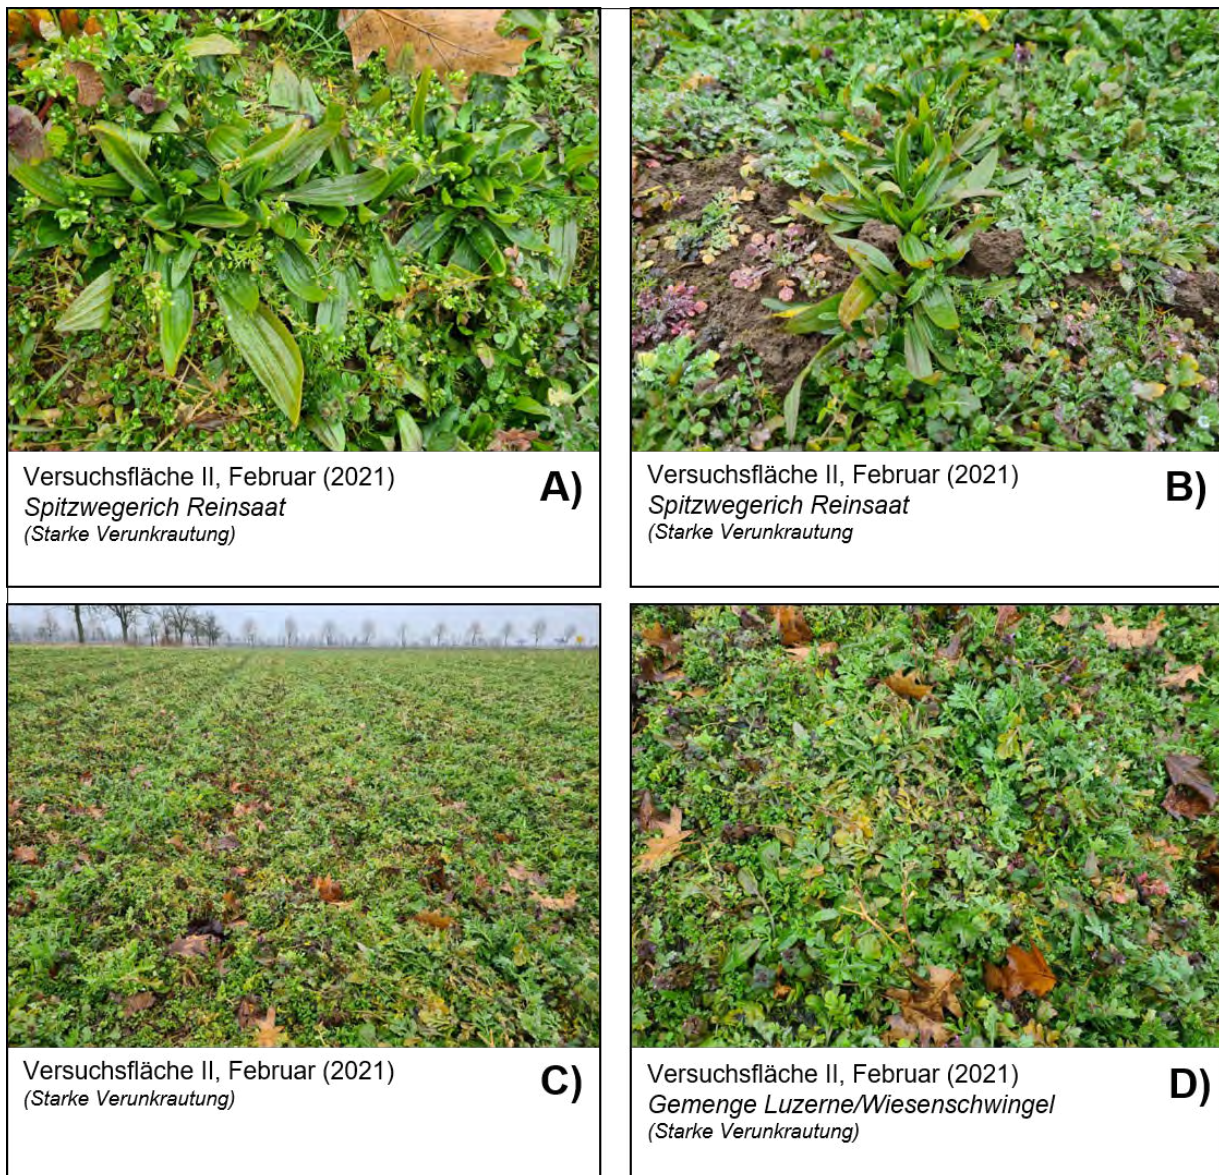 Versuchsfläche II, Februar (2021)
A)
Spitzwegerich Reinsaat
(Starke Verunkrautung)
Versuchsfläche II, Februar (2021)
B)
Spitzwegerich Reinsaat
(Starke Verunkrautung
Versuchsfläche II, Februar (2021)
C)
(Starke Verunkrautung)
Versuchsfläche II, Februar (2021)
D)
Gemenge Luzerne/Wiesenschwingel
(Starke Verunkrautung)